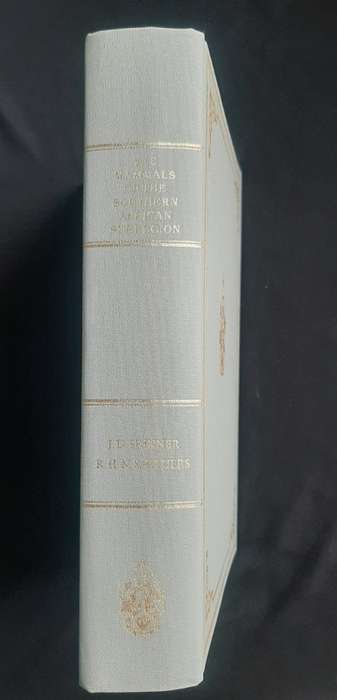 THE
MAMMALS
OF THE
SOUTHERN
AFRICAN
SUBREGION
J. D. SKINNER
R. H. N. SMITHERS